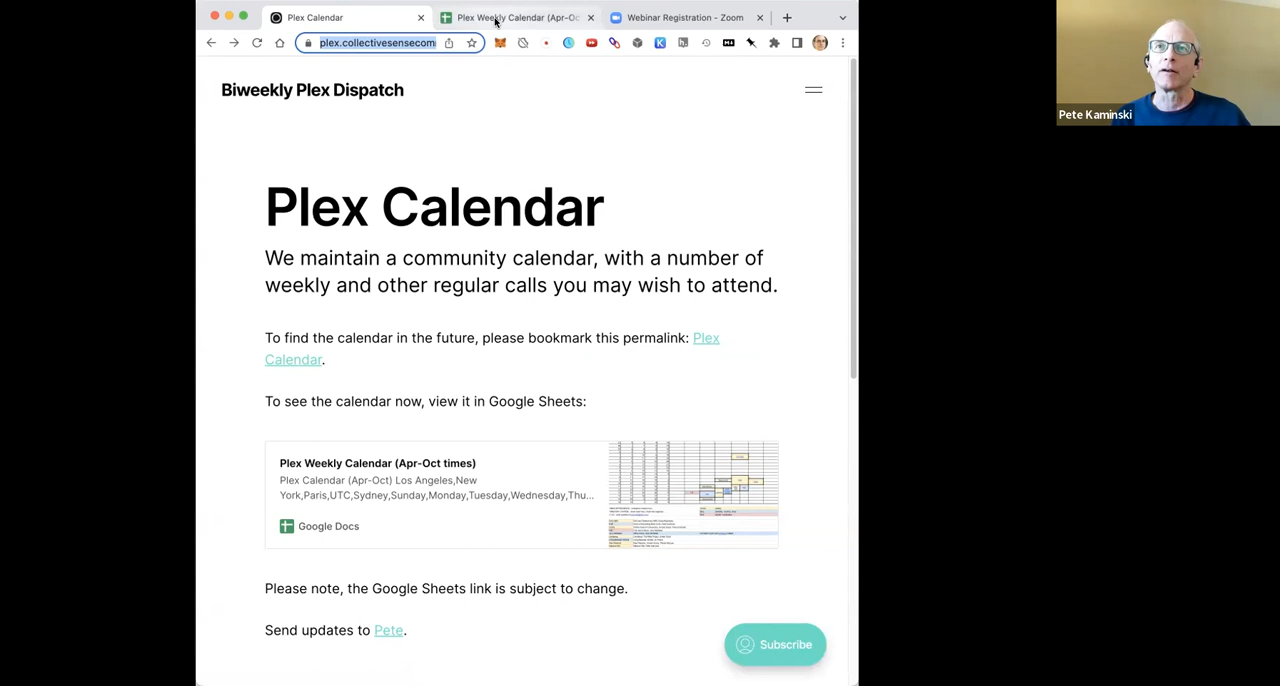 Plex Calendar
Plex Weekly Calendar (Apr-Oc
Webinar Registration - Zoom
plex.collectivesensecom
Pete Kaminski
Biweekly Plex Dispatch
Plex Calendar
We maintain a community calendar, with a number of
weekly and other regular calls you may wish to attend.
To find the calendar in the future, please bookmark this permalink: Plex
Calendar.
To see the calendar now, view it in Google Sheets:
Plex Weekly Calendar (Apr-Oct times)
Plex Calendar (Apr-Oct) Los Angeles,New
York,Paris,UTC,Sydney,Sunday,Monday,Tuesday,Wednesday,Thu...
Google Docs
Please note, the Google Sheets link is subject to change.
Send updates to Pete.
Subscribe